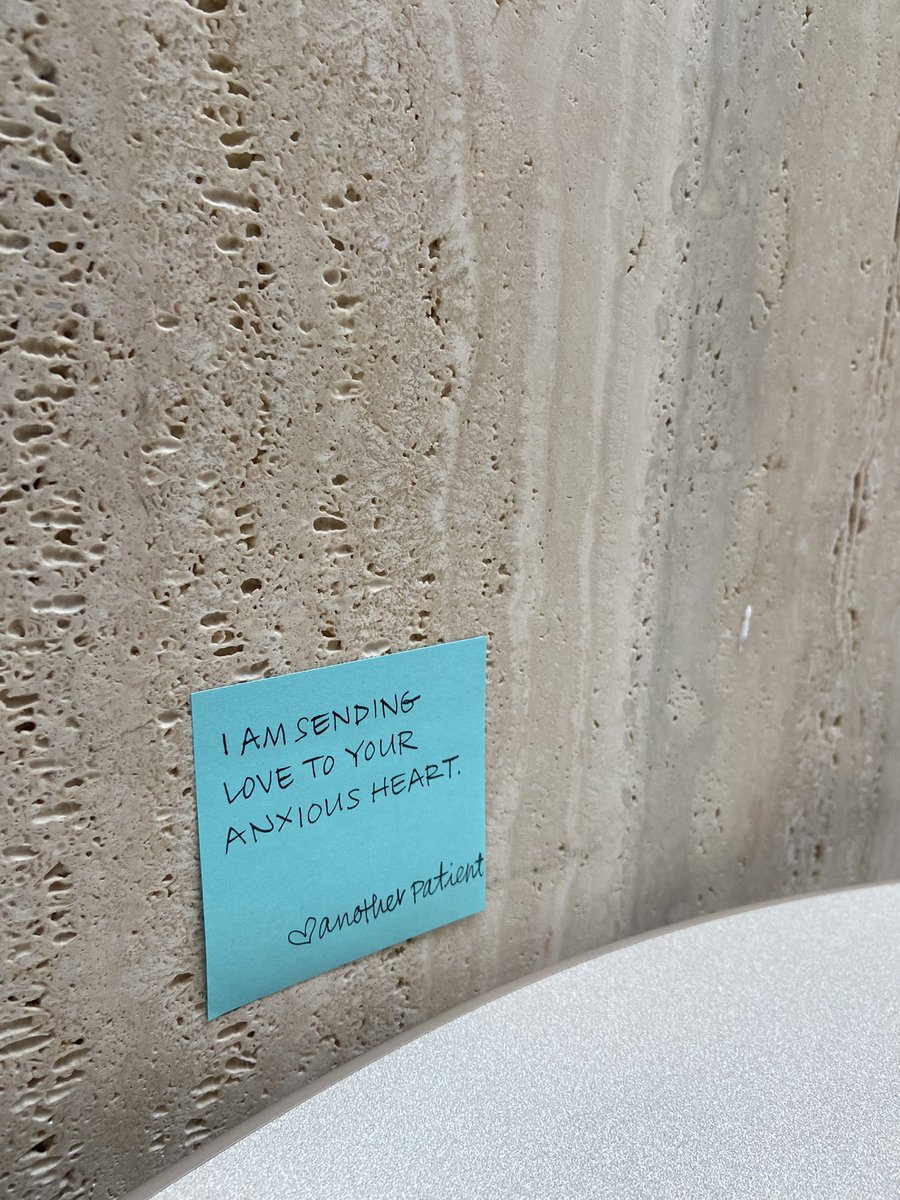 I AM SENDING
LOVE TO YOUR
ANXIOUS HEART.
♡another patient